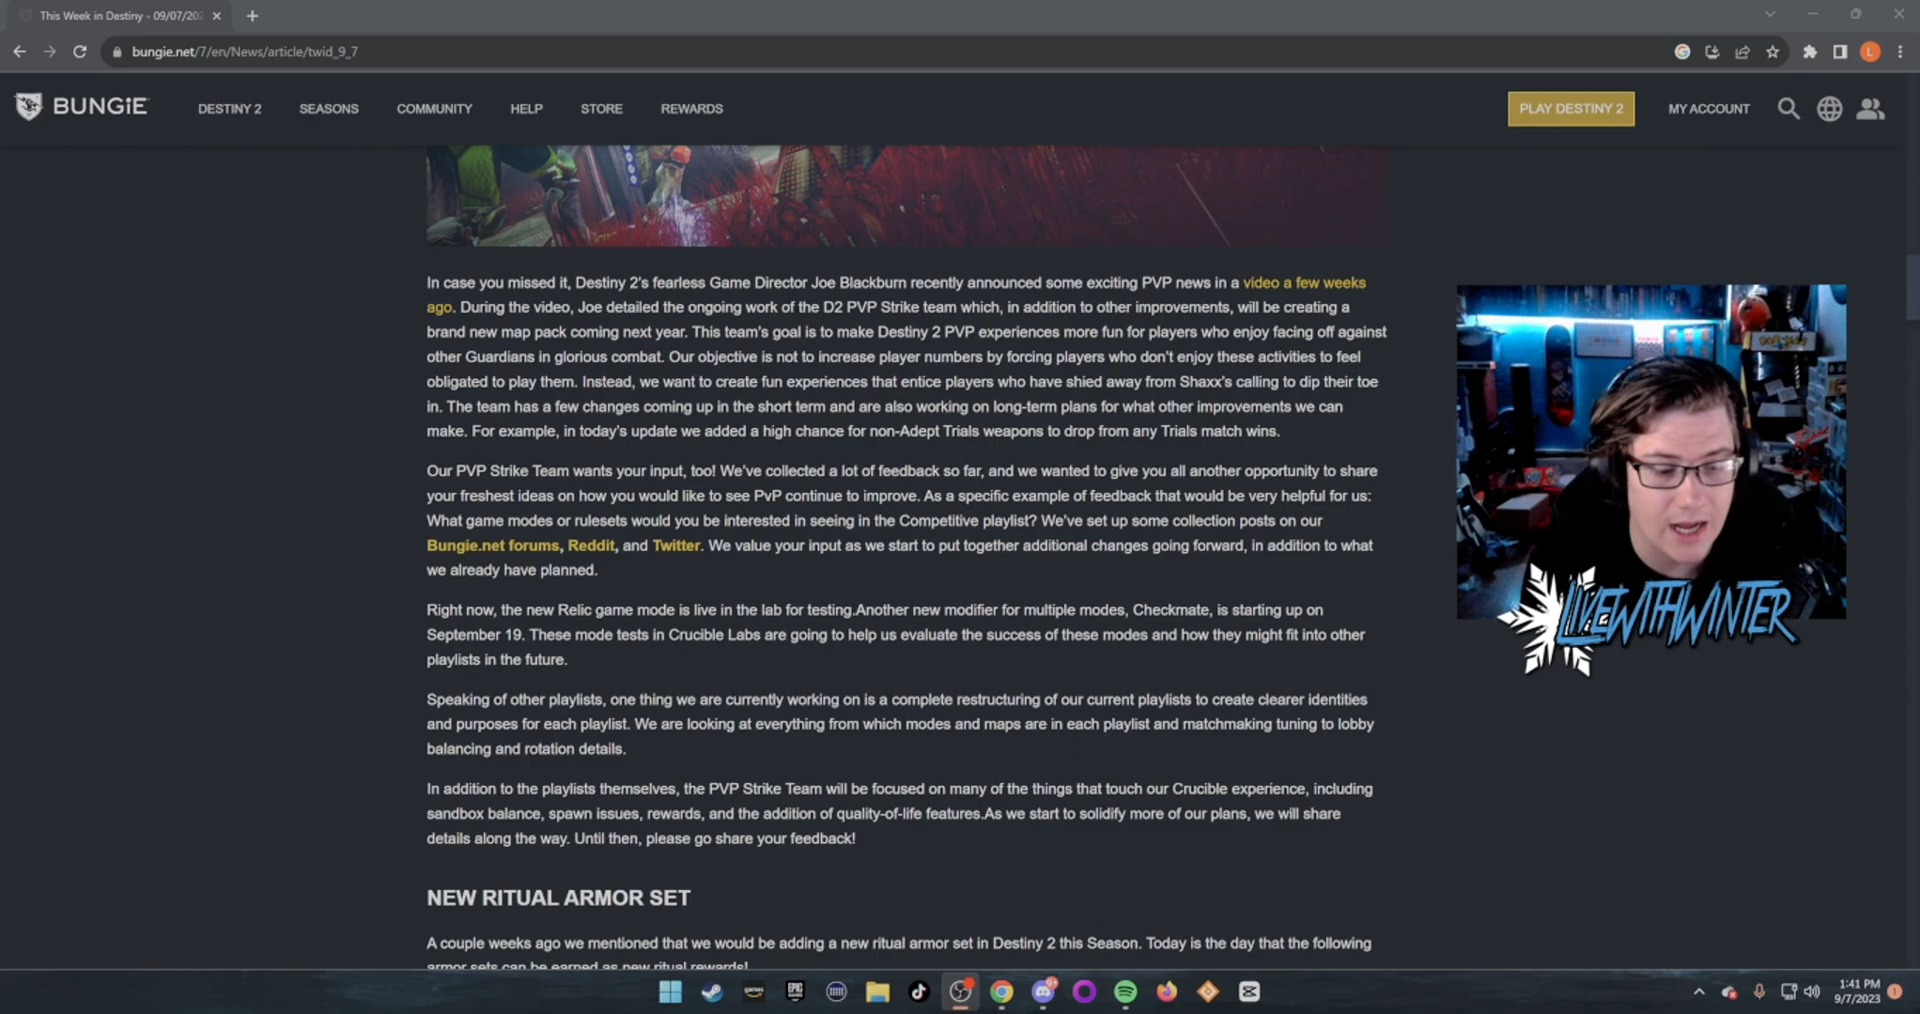 This Week in Destiny - 09/07/202
bungie.net/7/en/News/article/twid_9_7
L
BUNGiE
DESTINY 2
SEASONS
COMMUNITY
HELP
STORE
REWARDS
PLAY DESTINY 2
MY ACCOUNT
In case you missed it, Destiny 2's fearless Game Director Joe Blackburn recently announced some exciting PVP news in a video a few weeks
ago. During the video, Joe detailed the ongoing work of the D2 PVP Strike team which, in addition to other improvements, will be creating a
brand new map pack coming next year. This team's goal is to make Destiny 2 PVP experiences more fun for players who enjoy facing off against
other Guardians in glorious combat. Our objective is not to increase player numbers by forcing players who don't enjoy these activities to feel
obligated to play them. Instead, we want to create fun experiences that entice players who have shied away from Shaxx's calling to dip their toe
in. The team has a few changes coming up in the short term and are also working on long-term plans for what other improvements we can
make. For example, in today's update we added a high chance for non-Adept Trials weapons to drop from any Trials match wins.
Our PVP Strike Team wants your input, too! We've collected a lot of feedback so far, and we wanted to give you all another opportunity to share
your freshest ideas on how you would like to see PvP continue to improve. As a specific example of feedback that would be very helpful for us:
What game modes or rulesets would you be interested in seeing in the Competitive playlist? We've set up some collection posts on our
Bungie.net forums, Reddit, and Twitter. We value your input as we start to put together additional changes going forward, in addition to what
we already have planned.
Right now, the new Relic game mode is live in the lab for testing.Another new modifier for multiple modes, Checkmate, is starting up on
September 19. These mode tests in Crucible Labs are going to help us evaluate the success of these modes and how they might fit into other
playlists in the future.
Speaking of other playlists, one thing we are currently working on is a complete restructuring of our current playlists to create clearer identities
and purposes for each playlist. We are looking at everything from which modes and maps are in each playlist and matchmaking tuning to lobby
balancing and rotation details.
In addition to the playlists themselves, the PVP Strike Team will be focused on many of the things that touch our Crucible experience, including
sandbox balance, spawn issues, rewards, and the addition of quality-of-life features.As we start to solidify more of our plans, we will share
details along the way. Until then, please go share your feedback!
NEW RITUAL ARMOR SET
A couple weeks ago we mentioned that we would be adding a new ritual armor set in Destiny 2 this Season. Today is the day that the following
armor sets can be earned as new ritual rewards!
LIVEWITHWINTER
1:41 PM
9/7/2023
1